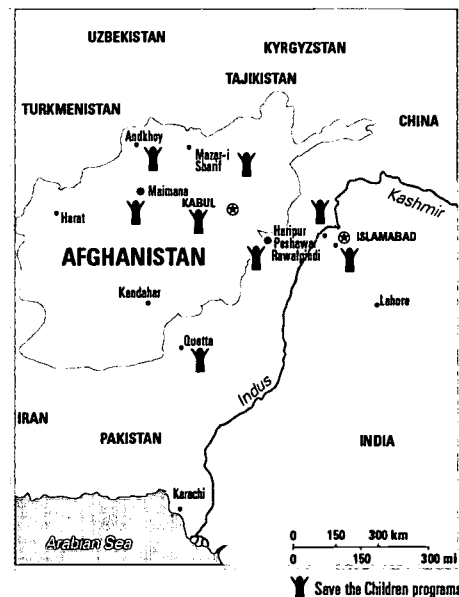 UZBEKISTAN
KYRGYZSTAN
TAJIKISTAN
TURKMENISTAN
CHINA
Andkhoy
Mazar-i
Sharif
Maimana
KABUL
Kashmir
Harat
Haripur
Peshawar
Rawalpindi
ISLAMABAD
AFGHANISTAN
Kandahar
Lahore
Quetta
Indus
IRAN
PAKISTAN
INDIA
Karachi
Arabian Sea
0 150 300 km
0 150 300 mi
Save the Children programs